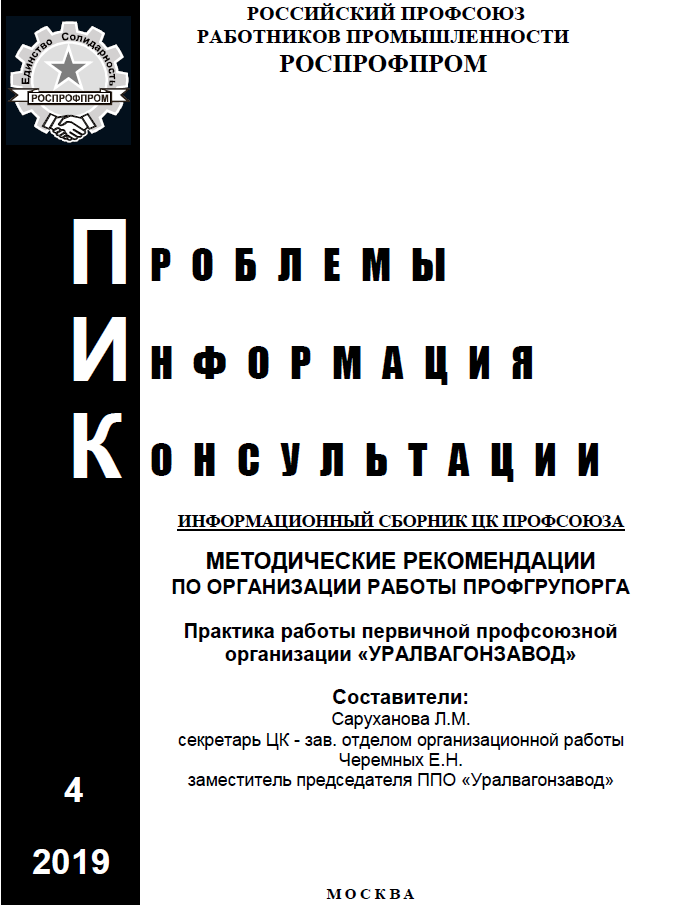 РОССИЙСКИЙ ПРОФСОЮЗ
РАБОТНИКОВ ПРОМЫШЛЕННОСТИ
РОСПРОФПРОМ
Единство Солидарность
РОСПРОФПРОМ
ПРОБЛЕМЫ
ИНФОРМАЦИЯ
КОНСУЛЬТАЦИИ
ИНФОРМАЦИОННЫЙ СБОРНИК ЦК ПРОФСОЮЗА
МЕТОДИЧЕСКИЕ РЕКОМЕНДАЦИИ
ПО ОРГАНИЗАЦИИ РАБОТЫ ПРОФГРУПОРГА
Практика работы первичной профсоюзной
организации «УРАЛВАГОНЗАВОД»
Составители:
Саруханова Л.М.
секретарь ЦК - зав. отделом организационной работы
Черемных Е.Н.
заместитель председателя ППО «Уралвагонзавод»
4
2019
МОСКВА